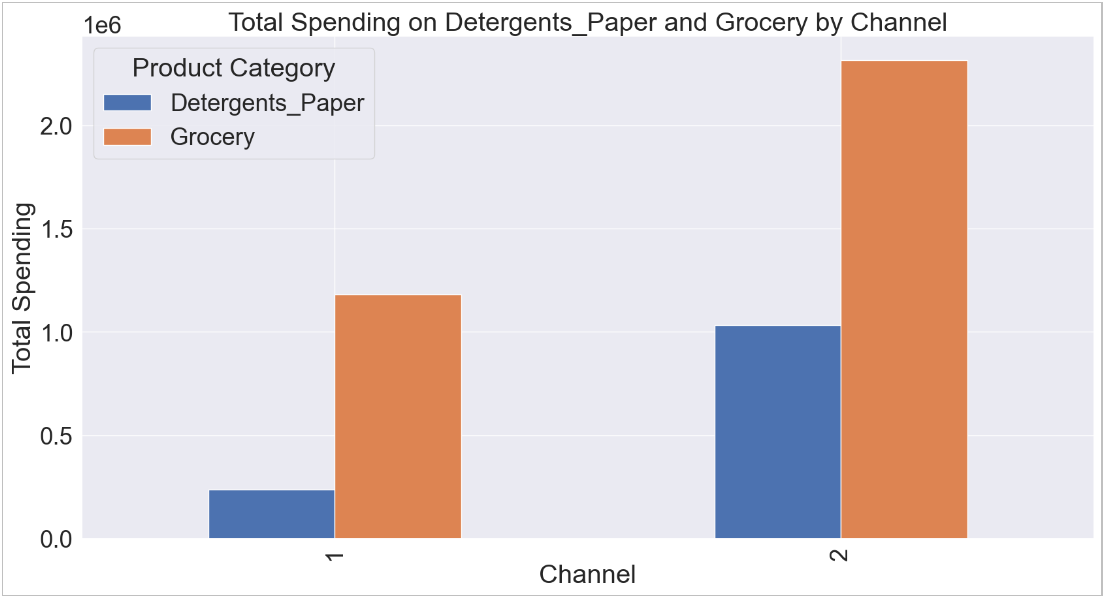 Total Spending on Detergents_Paper and Grocery by Channel
1e6
Product Category
Detergents_Paper
Grocery
2.0
1.5
1.0
0.5
0.0
Total Spending
1
2
Channel